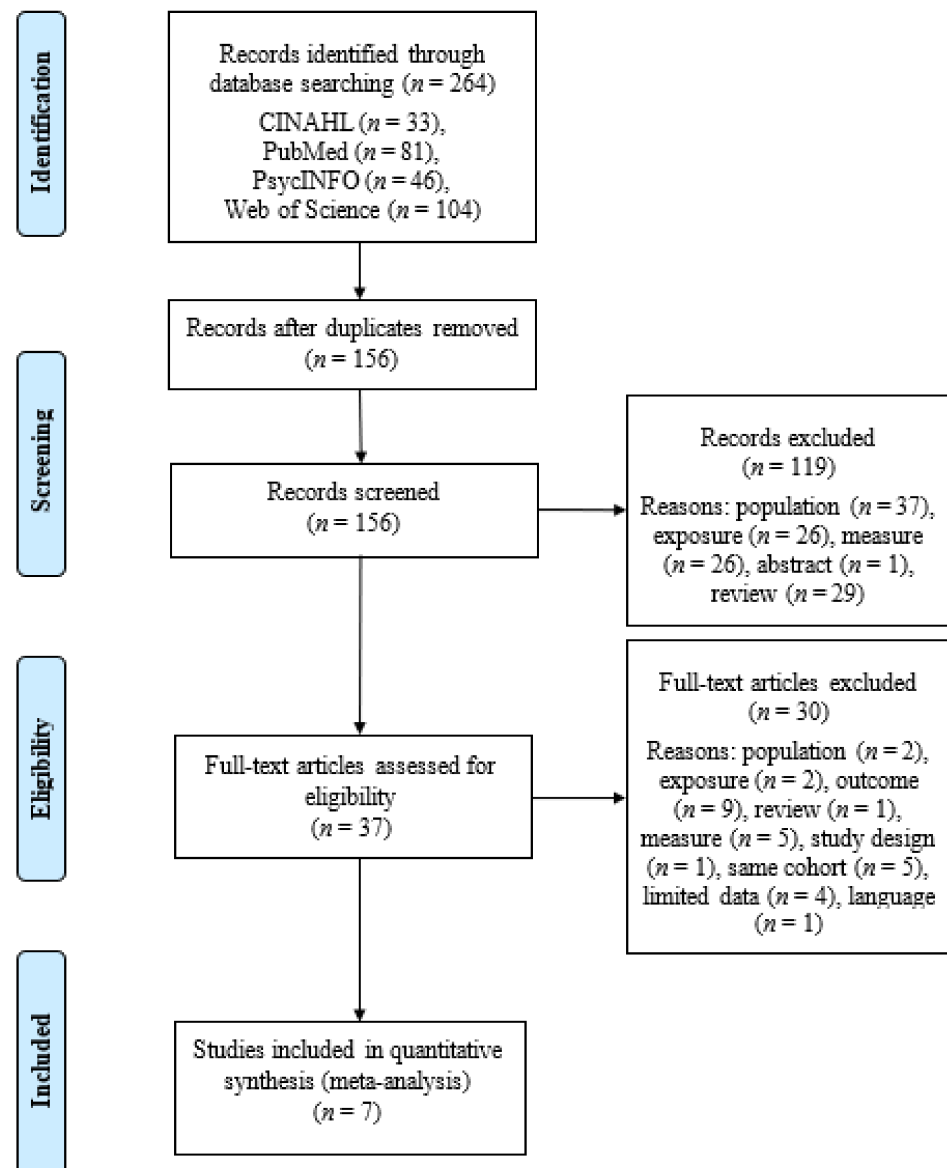 Identification
Records identified through
database searching (n = 264)
CINAHL (n = 33),
PubMed (n = 81),
PsycINFO (n = 46),
Web of Science (n = 104)
Screening
Records after duplicates removed
(n = 156)
Records screened
(n = 156)
Records excluded
(n = 119)
Reasons: population (n = 37),
exposure (n = 26), measure
(n = 26), abstract (n = 1),
review (n = 29)
Eligibility
Full-text articles assessed for
eligibility
(n = 37)
Full-text articles excluded
(n = 30)
Reasons: population (n = 2),
exposure (n = 2), outcome
(n = 9), review (n = 1),
measure (n = 5), study design
(n = 1), same cohort (n = 5),
limited data (n = 4), language
(n = 1)
Included
Studies included in quantitative
synthesis (meta-analysis)
(n = 7)